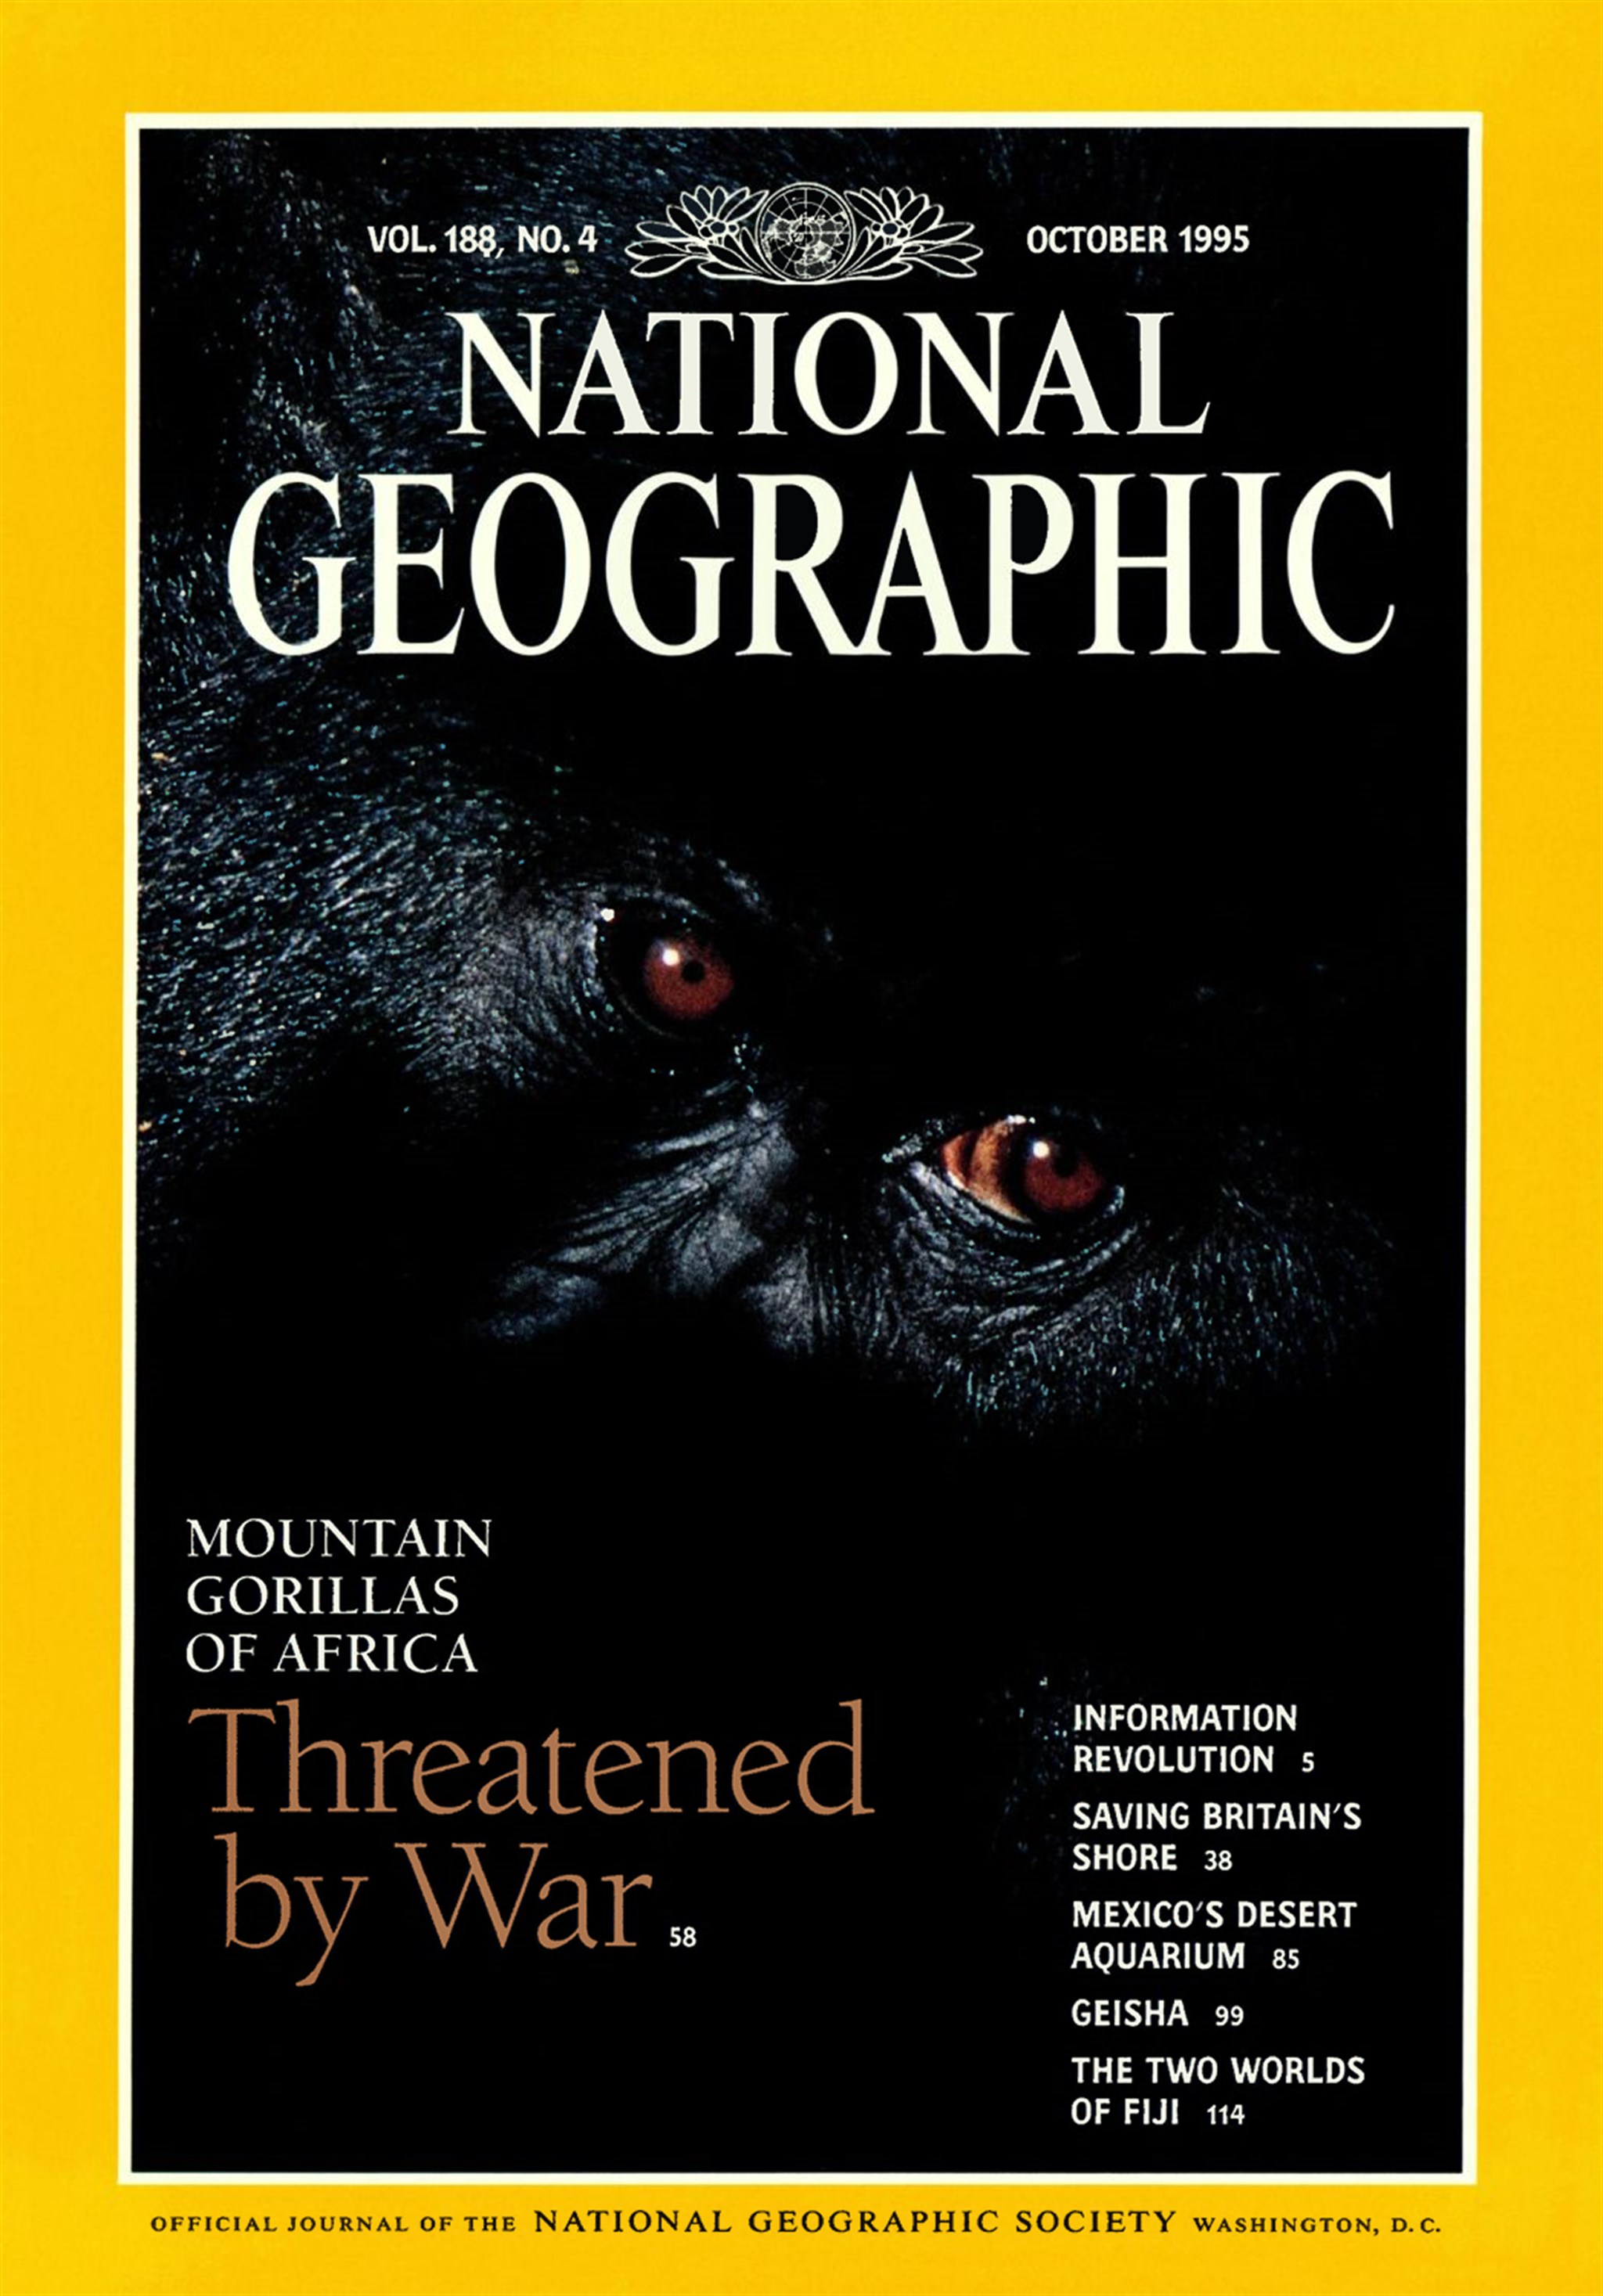 VOL. 188, NO. 4
OCTOBER 1995
NATIONAL
GEOGRAPHIC
MOUNTAIN
GORILLAS
OF AFRICA
Threatened
by War 58
INFORMATION
REVOLUTION 5
SAVING BRITAIN'S
SHORE 38
MEXICO'S DESERT
AQUARIUM 85
GEISHA 99
THE TWO WORLDS
OF FIJI 114
OFFICIAL JOURNAL OF THE NATIONAL GEOGRAPHIC SOCIETY WASHINGTON, D.C.